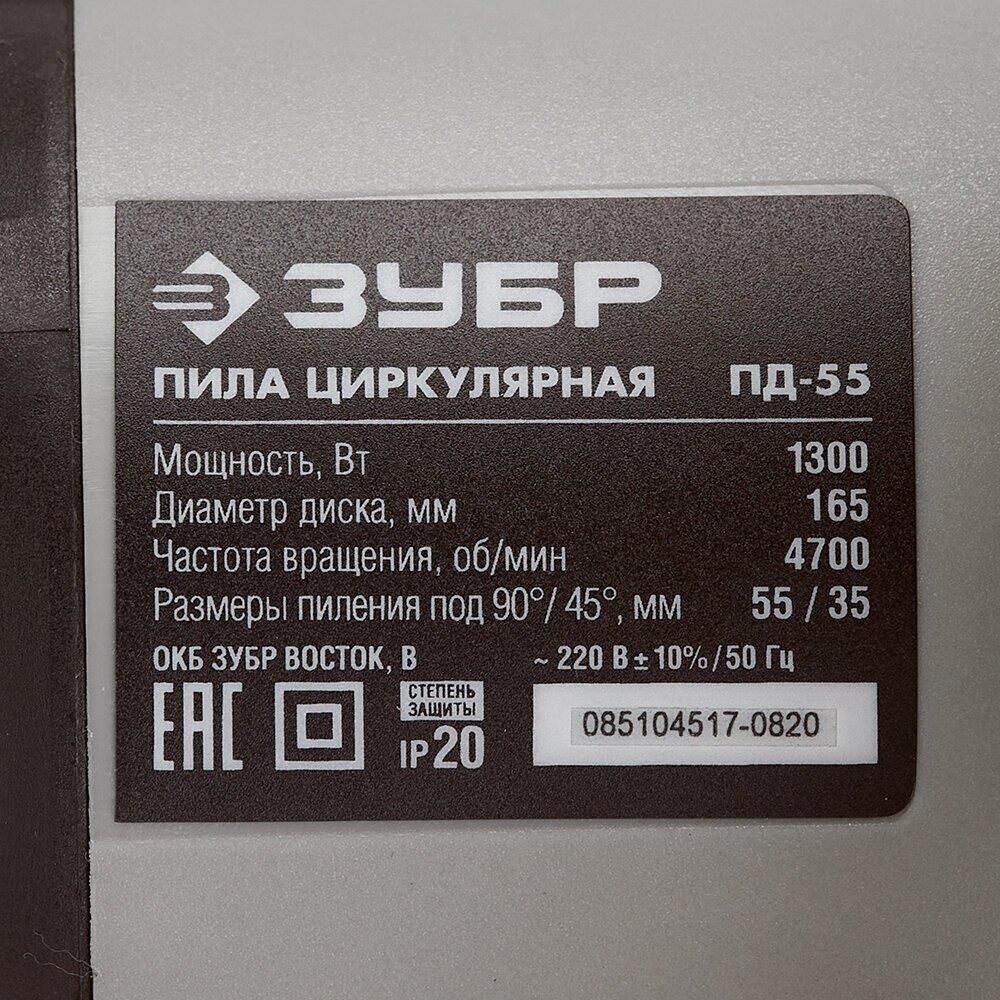 ЗУБР
ПИЛА ЦИРКУЛЯРНАЯ ПД-55
Мощность, Вт 1300
Диаметр диска, мм 165
Частота вращения, об/мин 4700
Размеры пиления под 90°/ 45°, мм 55 / 35
ОКБ ЗУБР ВОСТОК, В ~ 220 В ± 10% / 50 Гц
ЕАС
СТЕПЕНЬ
ЗАЩИТЫ
IP20
085104517-0820